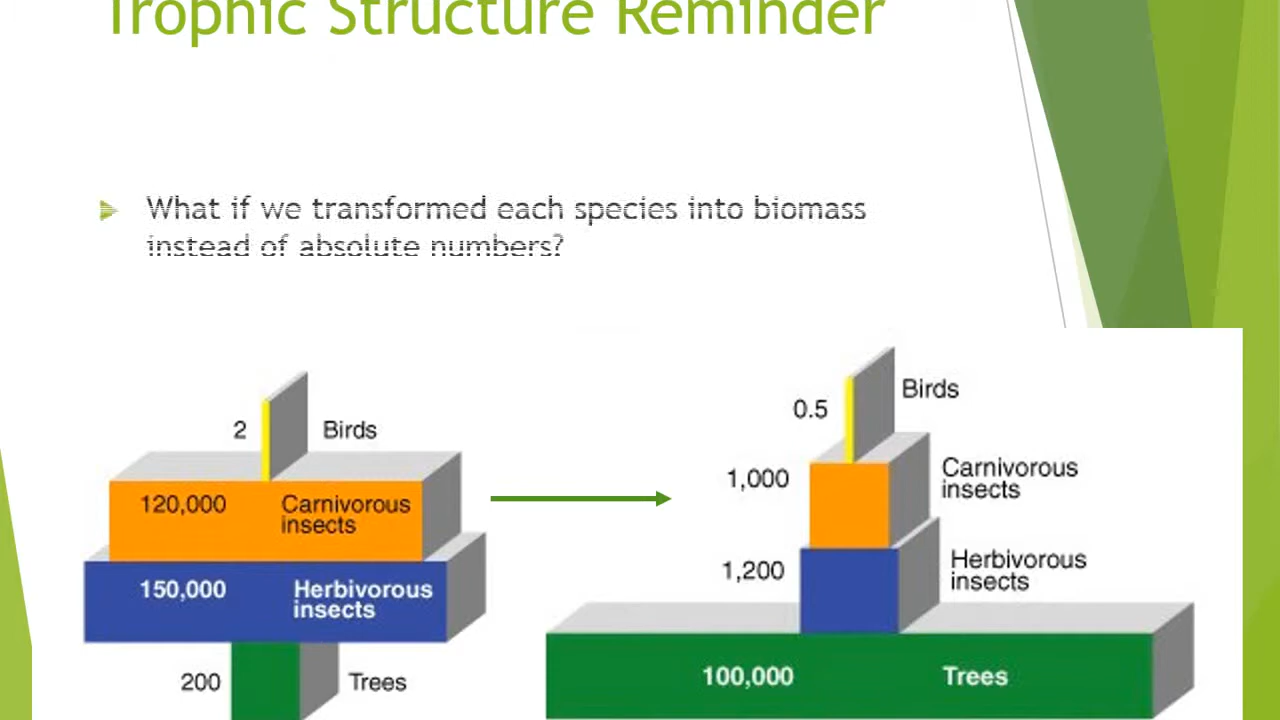 Trophic Structure Reminder
What if we transformed each species into biomass
instead of absolute numbers?
2 Birds
120,000 Carnivorous
insects
150,000 Herbivorous
insects
200 Trees
0.5 Birds
1,000 Carnivorous
insects
1,200 Herbivorous
insects
100,000 Trees